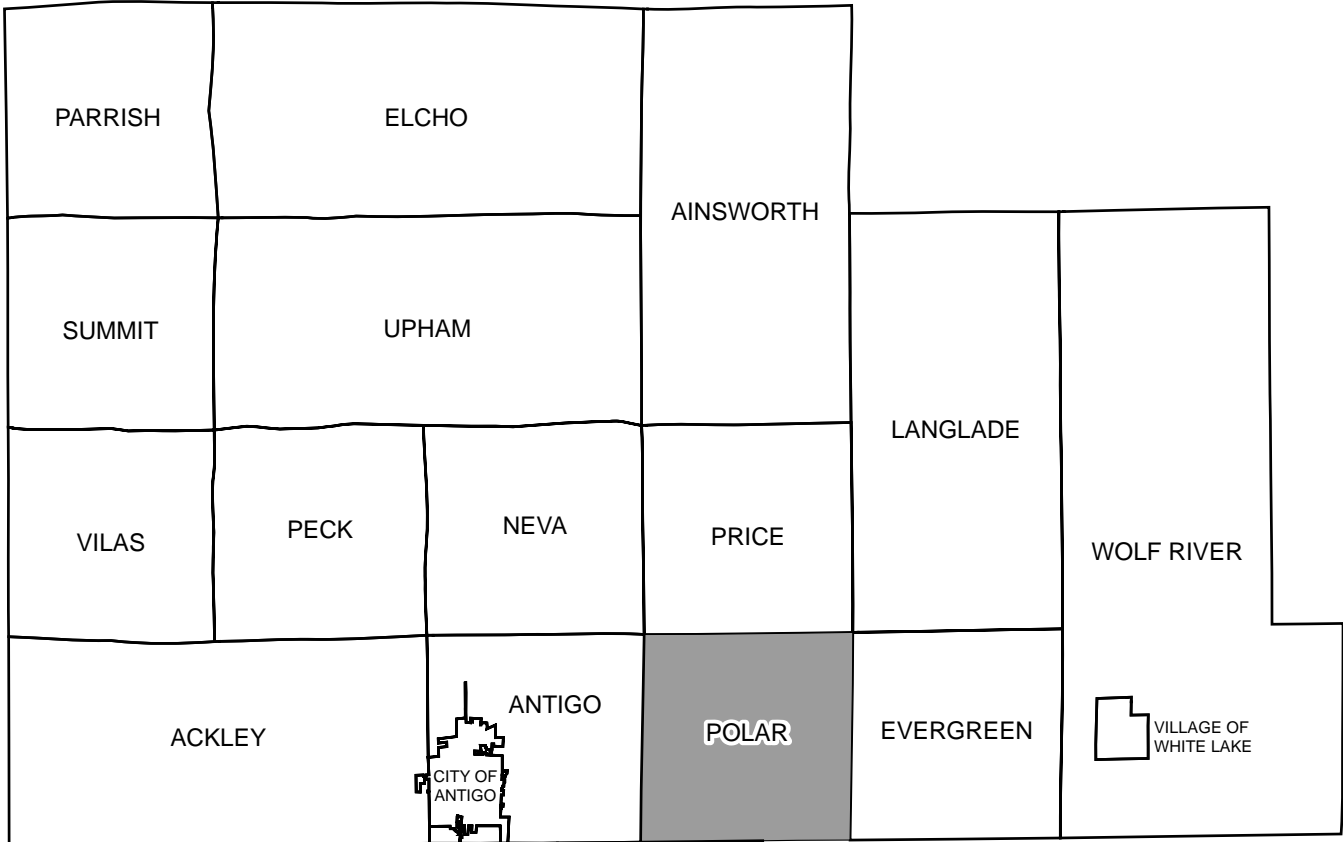 PARRISH
ELCHO
AINSWORTH
SUMMIT
UPHAM
LANGLADE
VILAS
PECK
NEVA
PRICE
WOLF RIVER
ACKLEY
ANTIGO
POLAR
EVERGREEN
VILLAGE OF
WHITE LAKE
CITY OF
ANTIGO